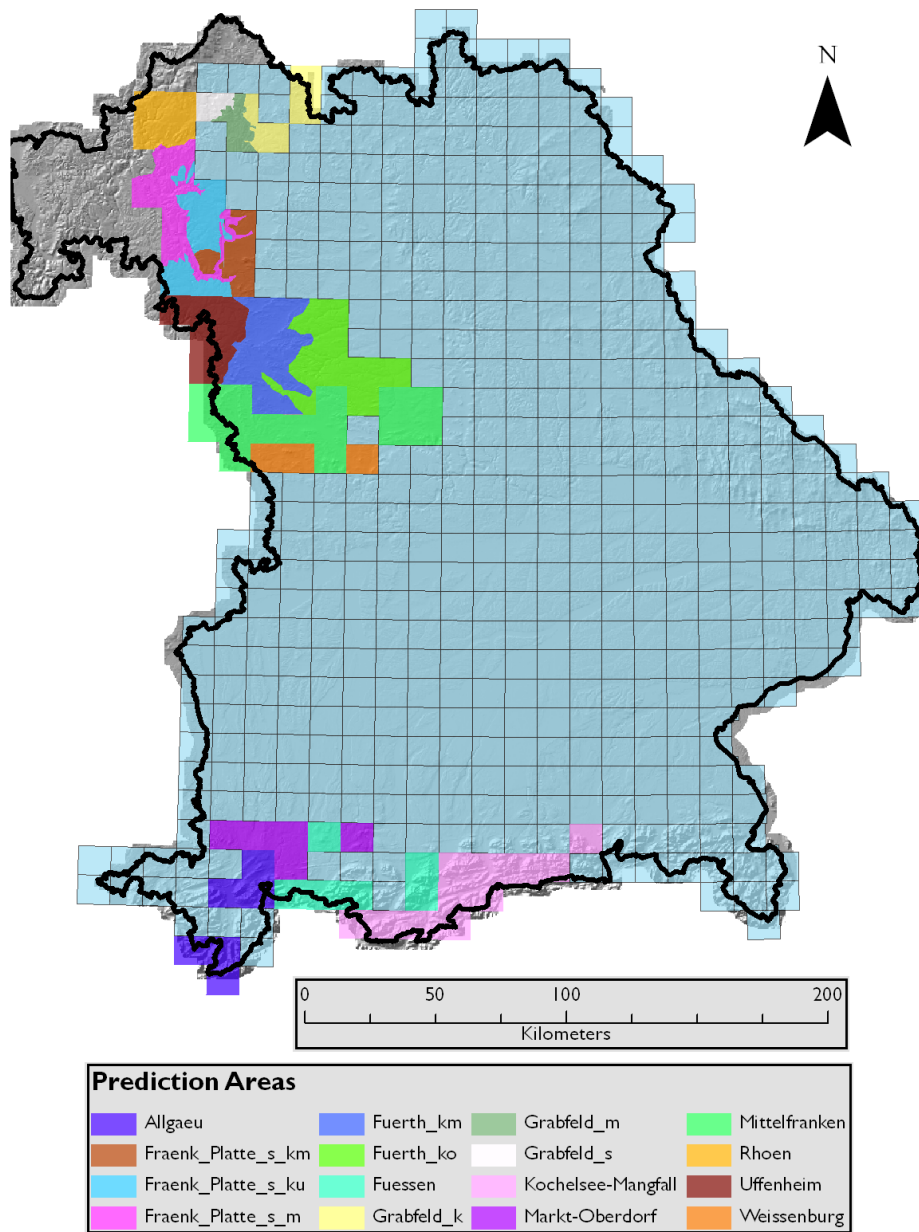 N
0 50 100 200
Kilometers
Prediction Areas
Allgaeu Fuerth_km Grabfeld_m Mittelfranken
Fraenk_Platte_s_km Fuerth_ko Grabfeld_s Rhoen
Fraenk_Platte_s_ku Fuessen Kochelsee-Mangfall Uffenheim
Fraenk_Platte_s_m Grabfeld_k Markt-Oberdorf Weissenburg